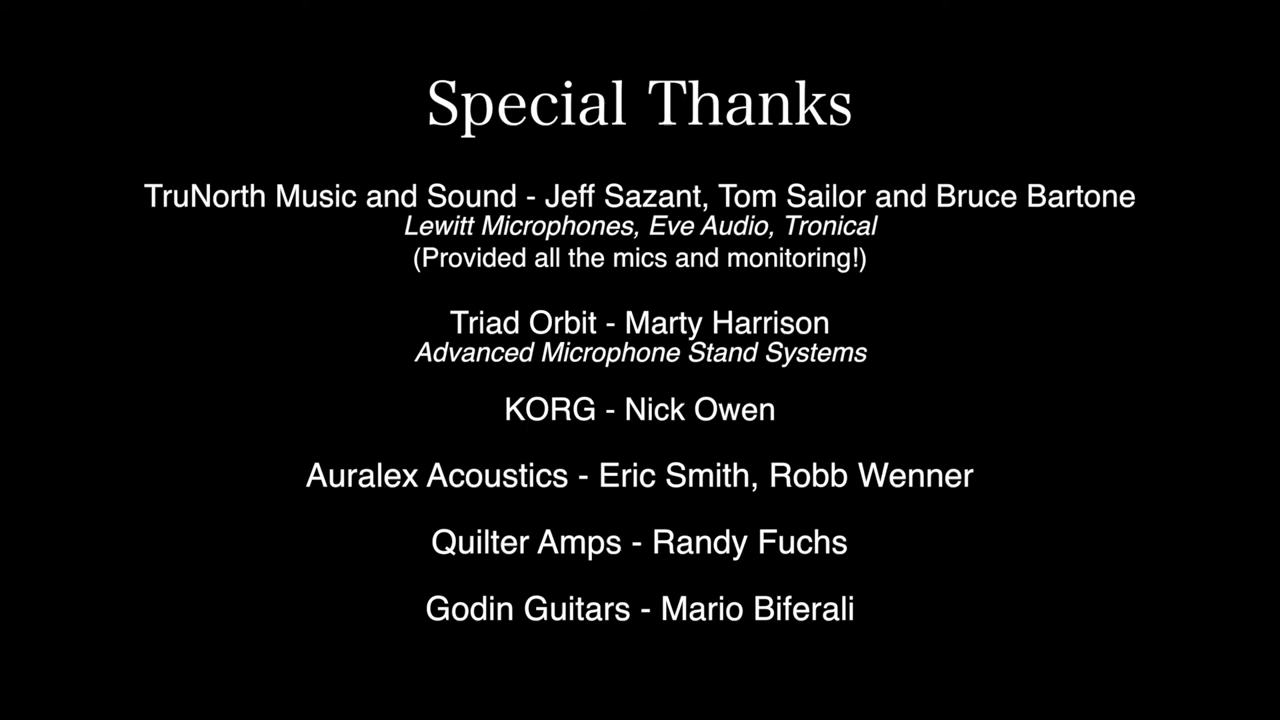 Special Thanks
TruNorth Music and Sound - Jeff Sazant, Tom Sailor and Bruce Bartone
Lewitt Microphones, Eve Audio, Tronical
(Provided all the mics and monitoring!)
Triad Orbit - Marty Harrison
Advanced Microphone Stand Systems
KORG - Nick Owen
Auralex Acoustics - Eric Smith, Robb Wenner
Quilter Amps - Randy Fuchs
Godin Guitars - Mario Biferali